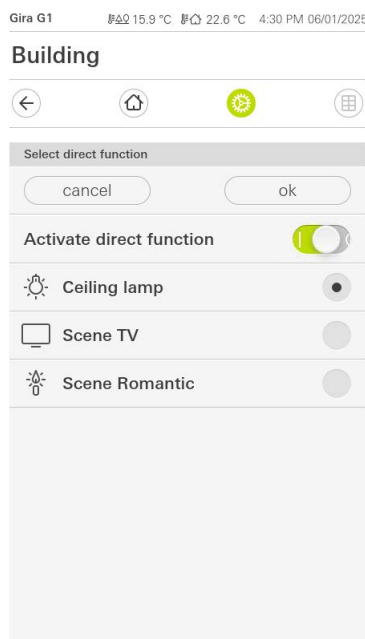 Gira G1 15.9 °C 22.6 °C 4:30 PM 06/01/2025
Building
Select direct function
cancel ok
Activate direct function
Ceiling lamp
Scene TV
Scene Romantic